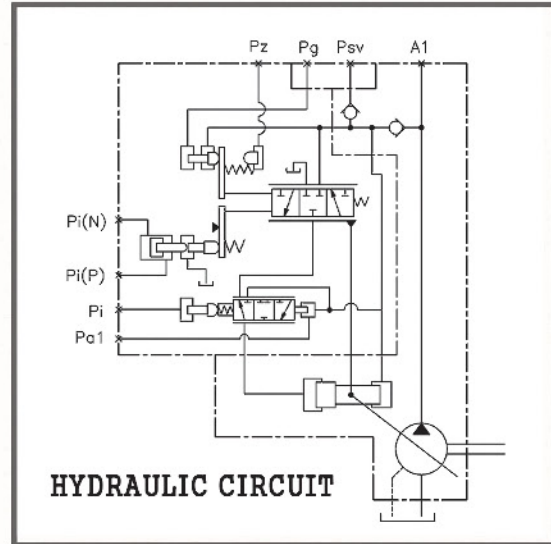 Pz Pg Psv A1
Pi(N)
Pi(P)
Pi
Pa1
HYDRAULIC CIRCUIT